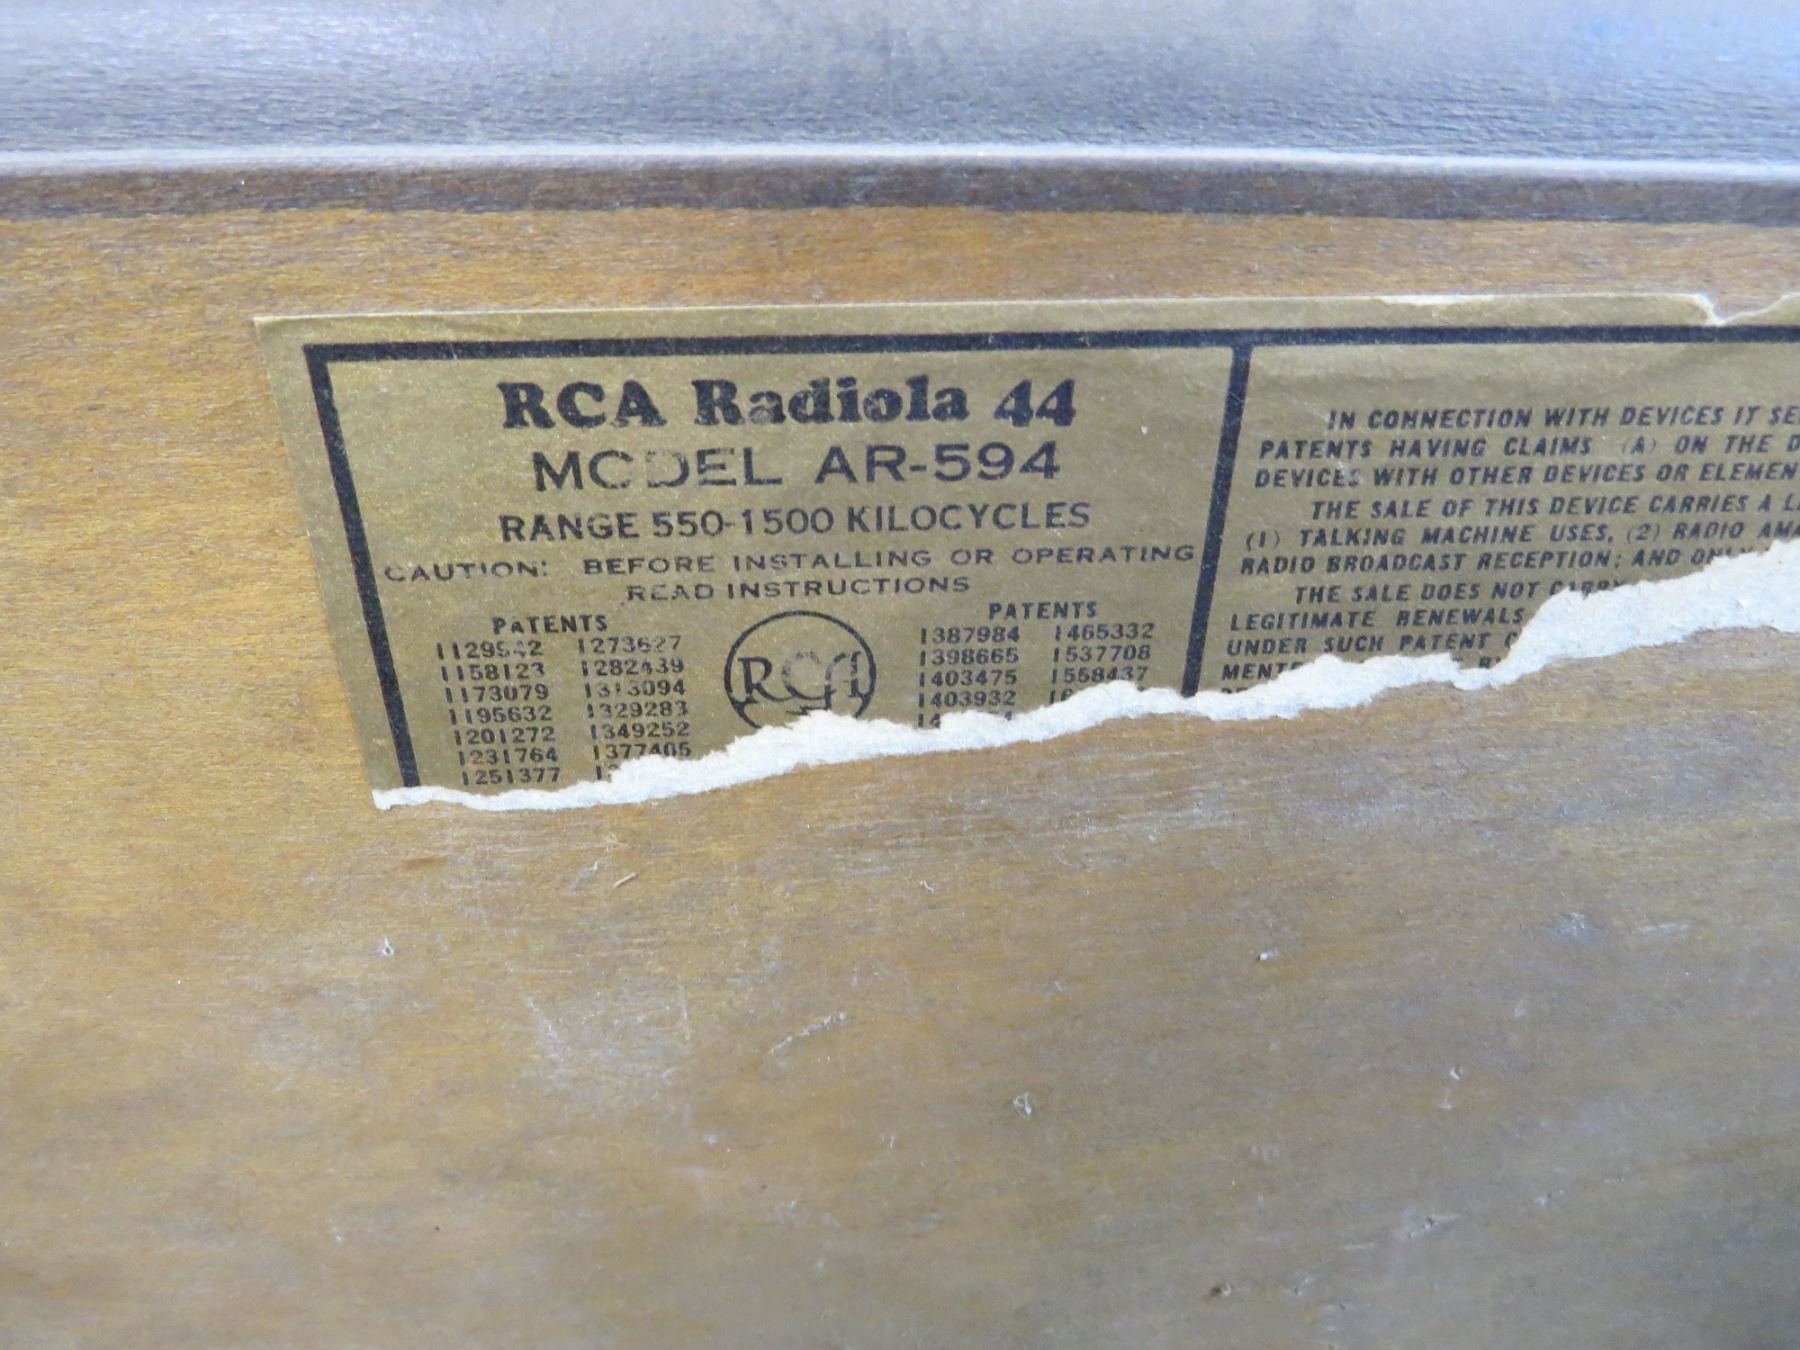 RCA Radiola 44
MODEL AR-594
RANGE 550-1500 KILOCYCLES
CAUTION: BEFORE INSTALLING OR OPERATING
READ INSTRUCTIONS
PATENTS
1129942 1273627
1158123 1282439
1173079 1313094
1195632 1329283
1201272 1349252
1231764 1377405
1251377
RCA
PATENTS
1387984 1465332
1398665 1537708
1403475 1558437
1403932
IN CONNECTION WITH DEVICES IT
PATENTS HAVING CLAIMS (A) ON THE
DEVICES WITH OTHER DEVICES OR
THE SALE OF THIS DEVICE CARRIES A
(1) TALKING MACHINE USES, (2) RADIO
RADIO BROADCAST RECEPTION; AND
THE SALE DOES NOT CARRY
LEGITIMATE RENEWALS
UNDER SUCH PATENT